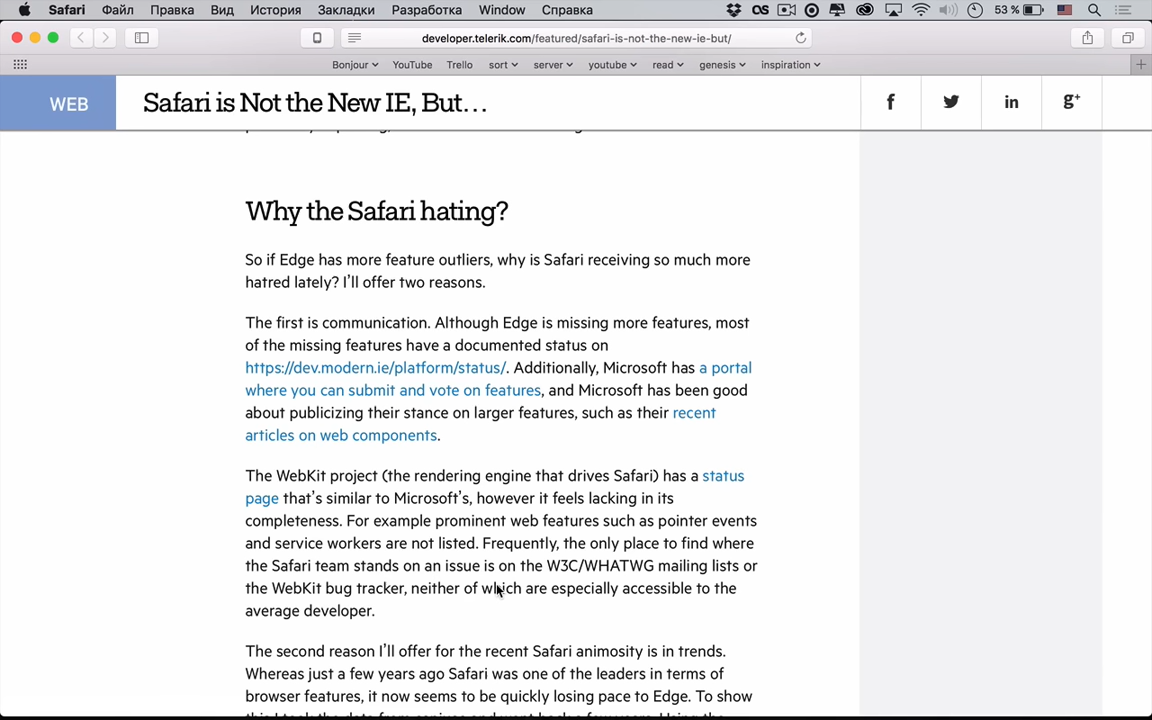 Safari Файл Правка Вид История Закладки Разработка Window Справка 53 %
developer.telerik.com/featured/safari-is-not-the-new-ie-but/
Bonjour YouTube Trello sort server youtube read genesis inspiration
WEB Safari is Not the New IE, But… f in g+
Why the Safari hating?
So if Edge has more feature outliers, why is Safari receiving so much more
hatred lately? I'll offer two reasons.
The first is communication. Although Edge is missing more features, most
of the missing features have a documented status on
https://dev.modern.ie/platform/status/. Additionally, Microsoft has a portal
where you can submit and vote on features, and Microsoft has been good
about publicizing their stance on larger features, such as their recent
articles on web components.
The WebKit project (the rendering engine that drives Safari) has a status
page that's similar to Microsoft's, however it feels lacking in its
completeness. For example prominent web features such as pointer events
and service workers are not listed. Frequently, the only place to find where
the Safari team stands on an issue is on the W3C/WHATWG mailing lists or
the WebKit bug tracker, neither of which are especially accessible to the
average developer.
The second reason I'll offer for the recent Safari animosity is in trends.
Whereas just a few years ago Safari was one of the leaders in terms of
browser features, it now seems to be quickly losing pace to Edge. To show